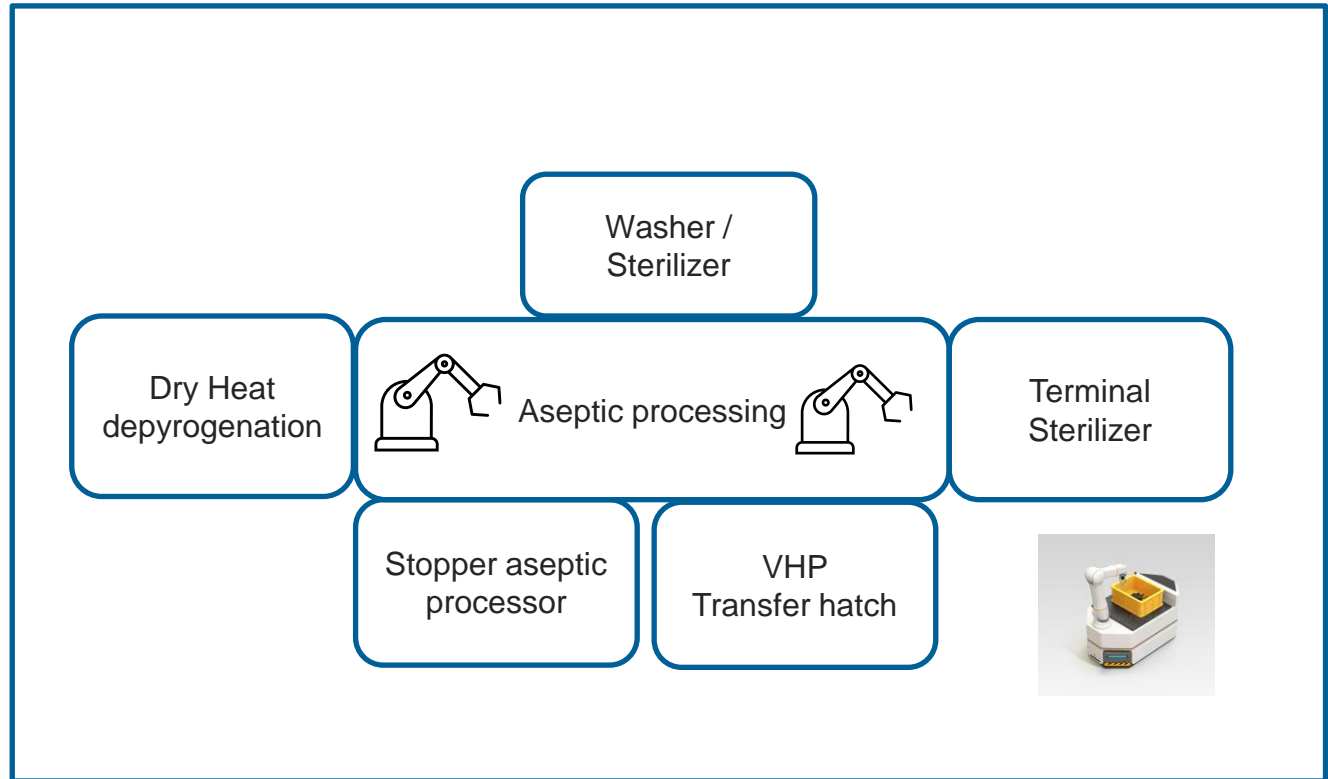 Washer /
Sterilizer
Dry Heat
depyrogenation
Aseptic processing
Terminal
Sterilizer
Stopper aseptic
processor
VHP
Transfer hatch